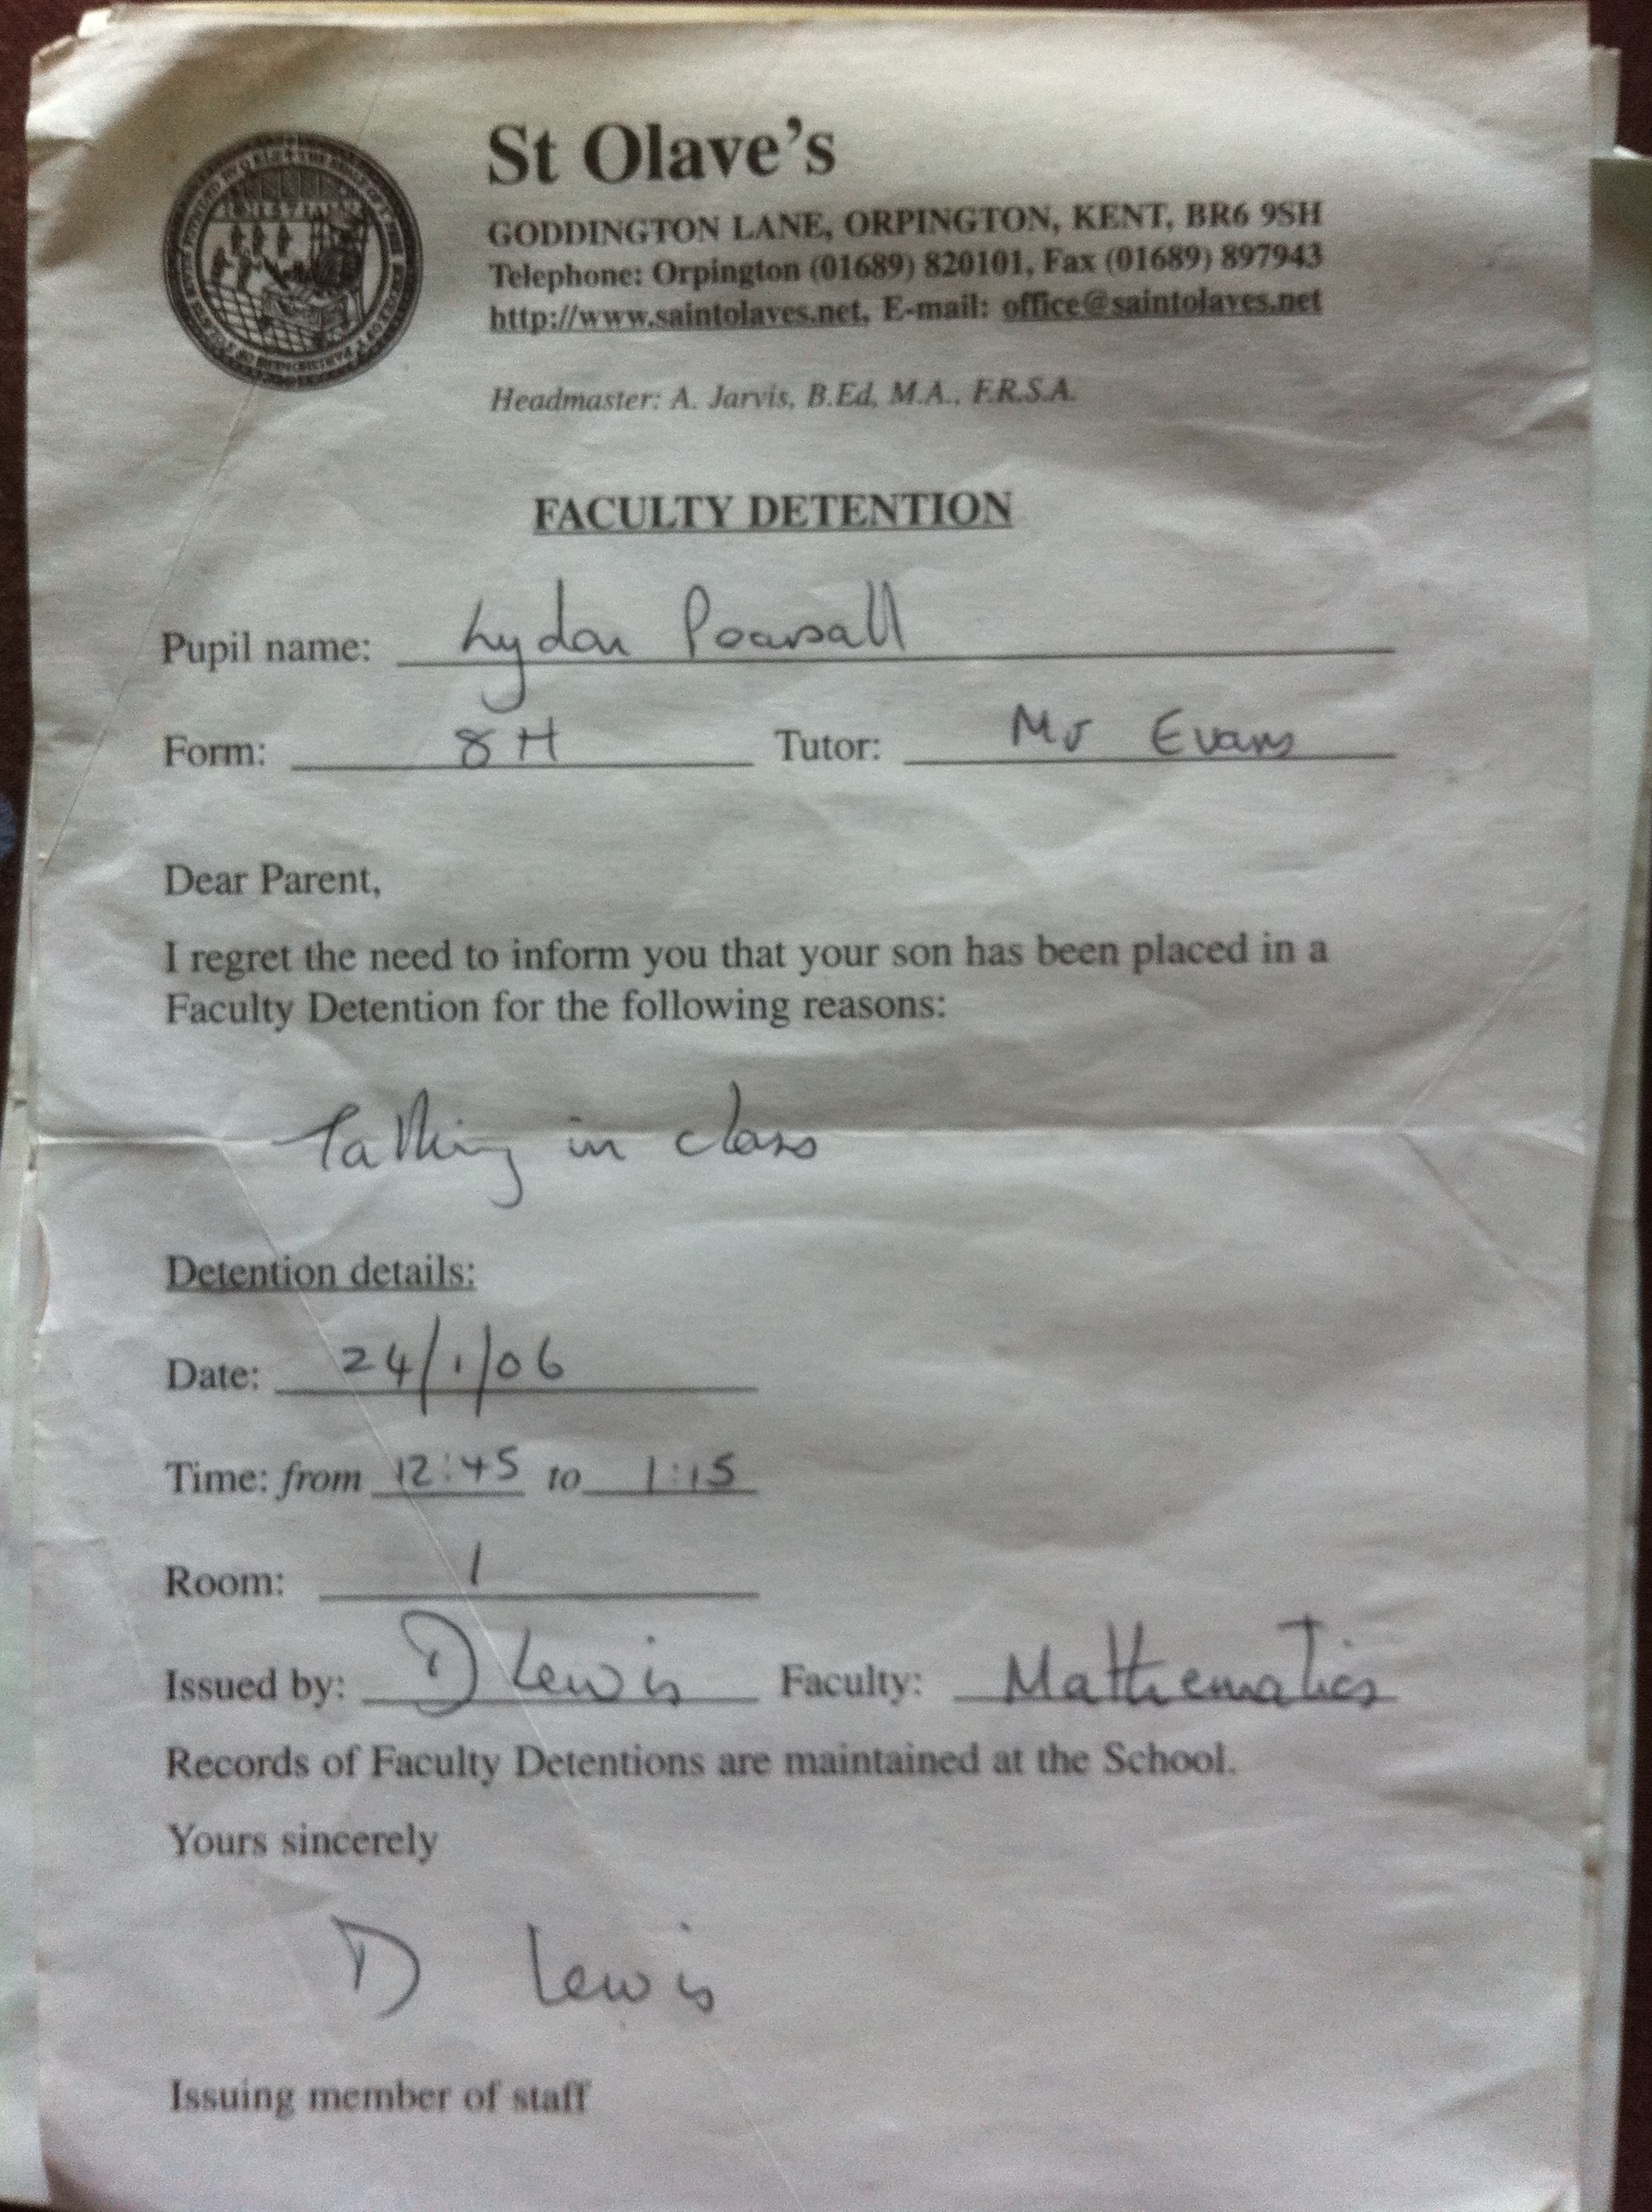 St Olave's
GODDINGTON LANE, ORPINGTON, KENT, BR6 9SH
Telephone: Orpington (01689) 820101, Fax (01689) 897943
http://www.saintolaves.net, E-mail: office@saintolaves.net
Headmaster: A. Jarvis, B.Ed, M.A., F.R.S.A.
FACULTY DETENTION
Pupil name: Lydon Pearsall
Form: 8H Tutor: Mr Evans
Dear Parent,
I regret the need to inform you that your son has been placed in a
Faculty Detention for the following reasons:
Talking in class
Detention details:
Date: 24/1/06
Time: from 12:45 to 1:15
Room: 1
Issued by: D Lewis Faculty: Mathematics
Records of Faculty Detentions are maintained at the School.
Yours sincerely
D Lewis
Issuing member of staff